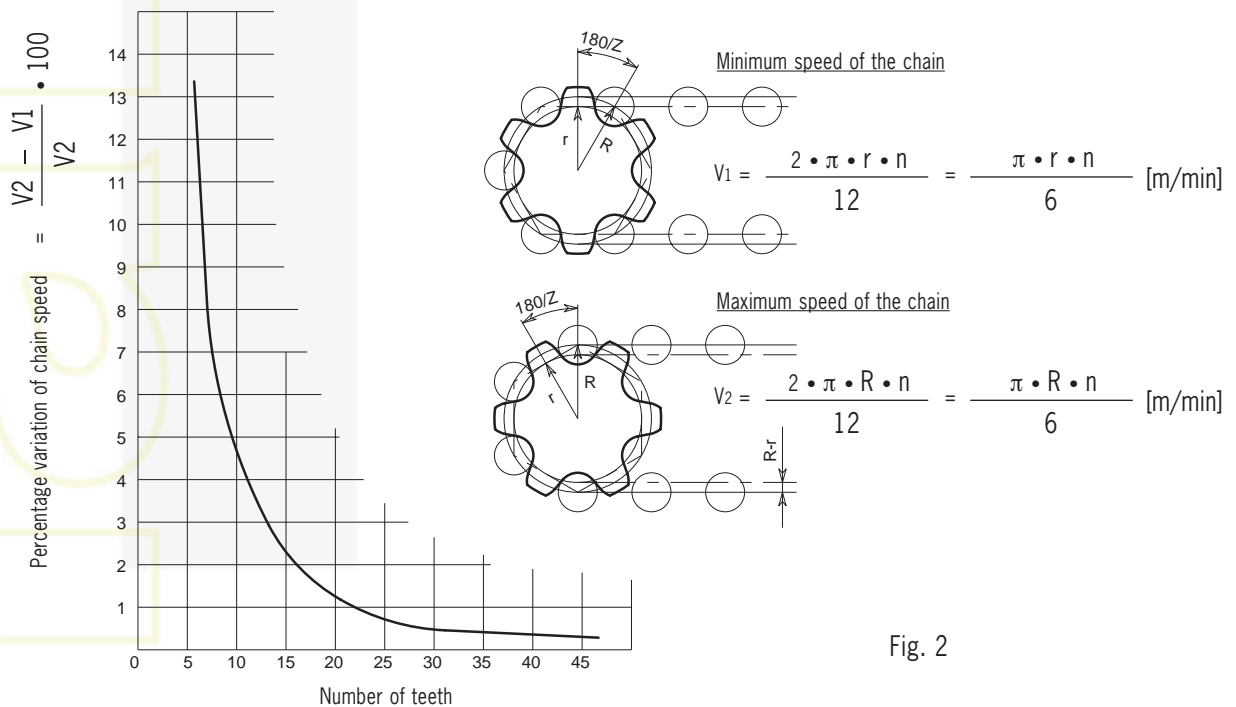 Percentage variation of chain speed = V2 – V1 / V2 • 100
14
13
12
11
10
9
8
7
6
5
4
3
2
1
0 5 10 15 20 25 30 35 40 45
Number of teeth
180/Z
r
r
R
Minimum speed of the chain
V1 = 2 • π • r • n / 12 = π • r • n / 6 [m/min]
180/Z
r
r
R
Maximum speed of the chain
V2 = 2 • π • R • n / 12 = π • R • n / 6 [m/min]
R-r
Fig. 2